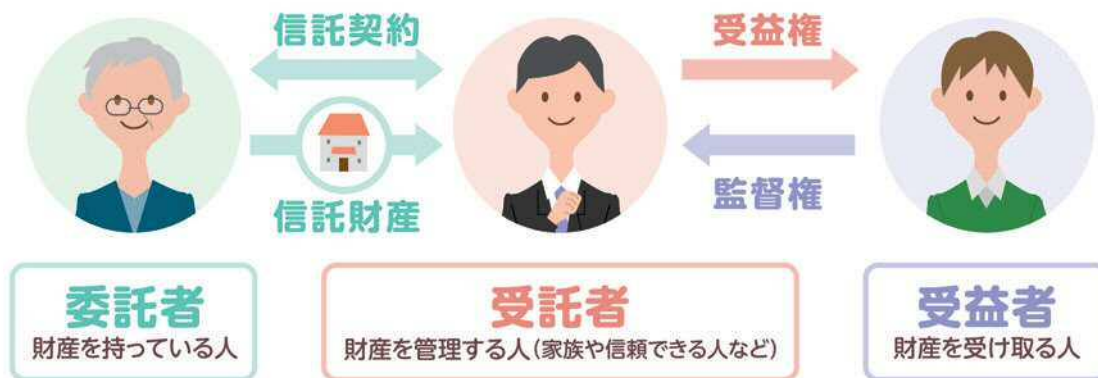 信託契約
受益権
信託財産
監督権
委託者
財産を持っている人
受託者
財産を管理する人(家族や信頼できる人など)
受益者
財産を受け取る人